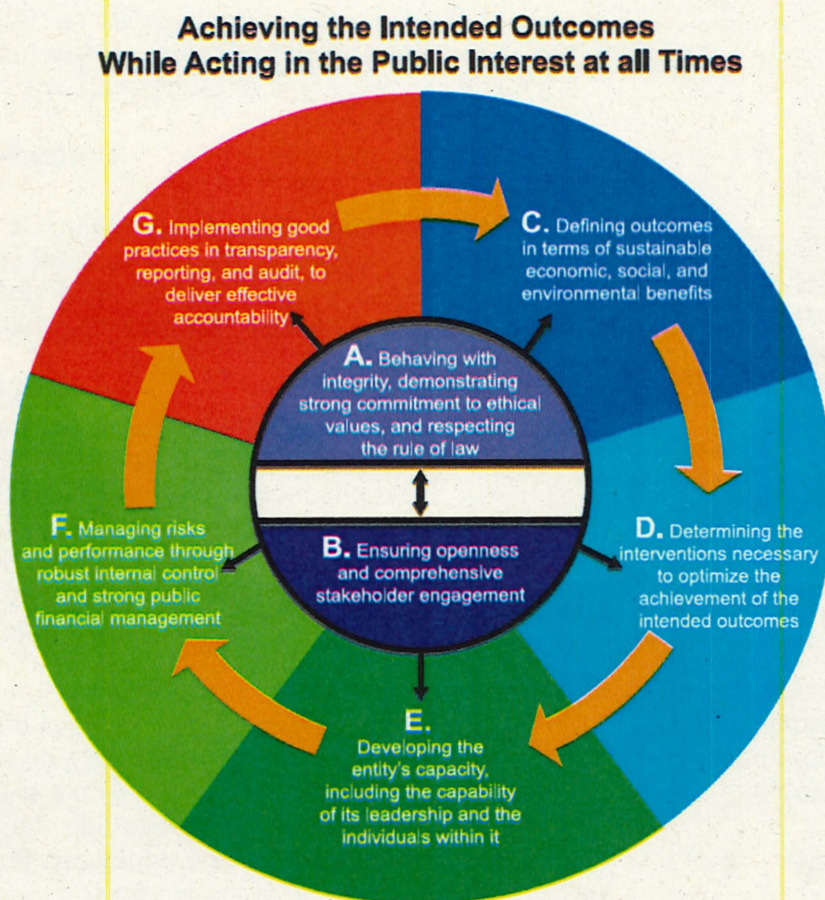 Achieving the Intended Outcomes
While Acting in the Public Interest at all Times
A. Behaving with
integrity, demonstrating
strong commitment to ethical
values, and respecting
the rule of law
B. Ensuring openness
and comprehensive
stakeholder engagement
C. Defining outcomes
in terms of sustainable
economic, social, and
environmental benefits
D. Determining the
interventions necessary
to optimize the
achievement of the
intended outcomes
E.
Developing the
entity's capacity,
including the capability
of its leadership and the
individuals within it
F. Managing risks
and performance through
robust internal control
and strong public
financial management
G. Implementing good
practices in transparency,
reporting, and audit, to
deliver effective
accountability